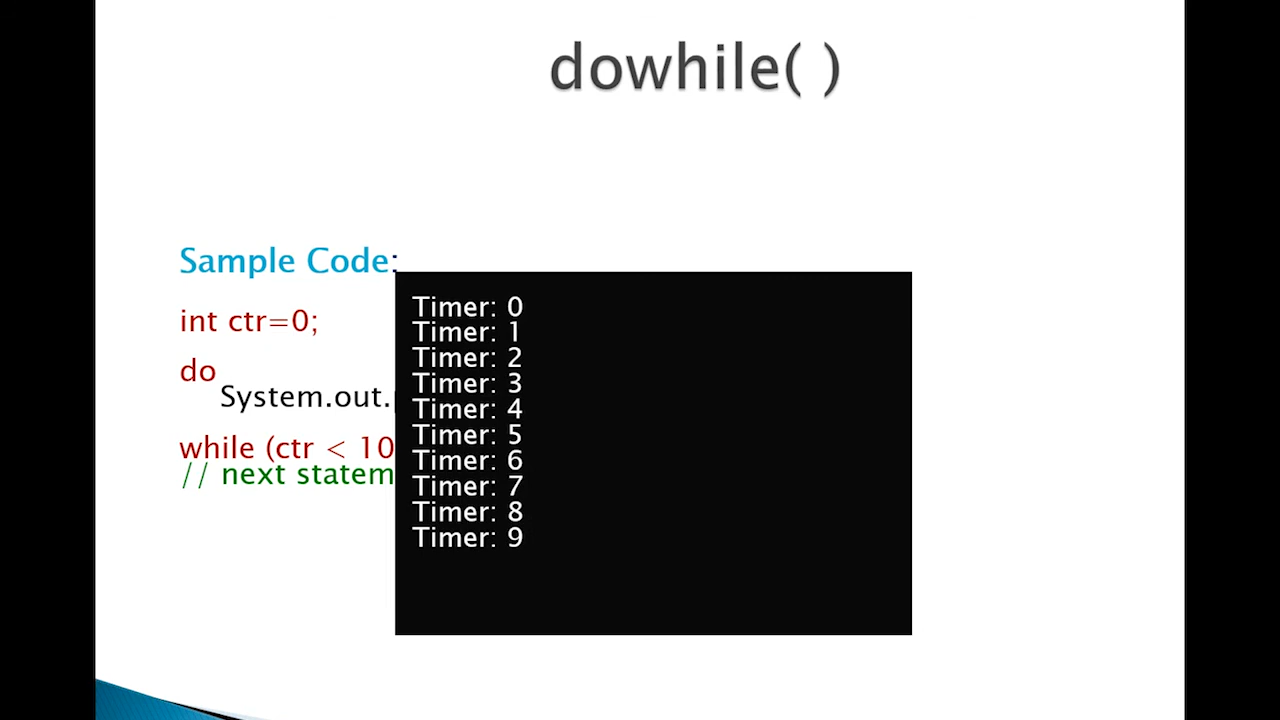 dowhile( )
Sample Code:
int ctr=0;
do
System.out.
while (ctr < 10
// next statem
Timer: 0
Timer: 1
Timer: 2
Timer: 3
Timer: 4
Timer: 5
Timer: 6
Timer: 7
Timer: 8
Timer: 9